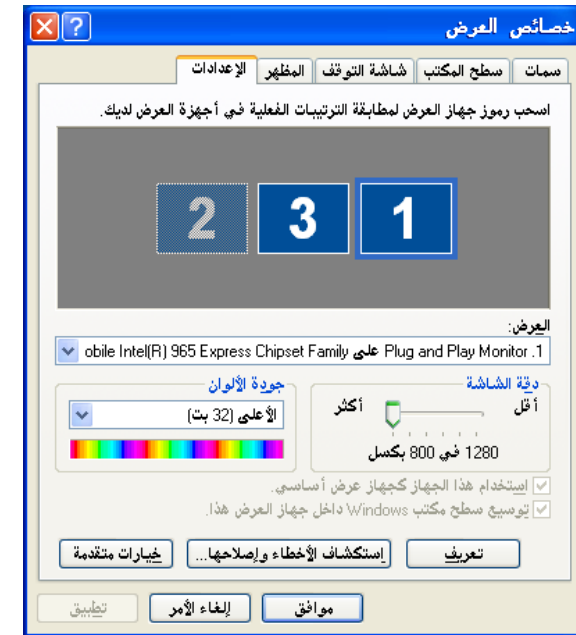 خصائص العرض
سمات سطح المكتب شاشة التوقف المظهر الإعدادات
اسحب رموز جهاز العرض لمطابقة الترتيبات الفعلية في أجهزة العرض لديك.
1 3 2
العرض:
1. Plug and Play Monitor على obile Intel(R) 965 Express Chipset Family
دقة الشاشة
أقل أكثر
1280 في 800 بكسل
جودة الألوان
الأعلى (32 بت)
إستخدام هذا الجهاز كجهاز عرض أساسي.
توسيع سطح مكتب Windows داخل جهاز العرض هذا.
تعريف إستكشاف الأخطاء وإصلاحها... خيارات متقدمة
موافق إلغاء الأمر تطبيق